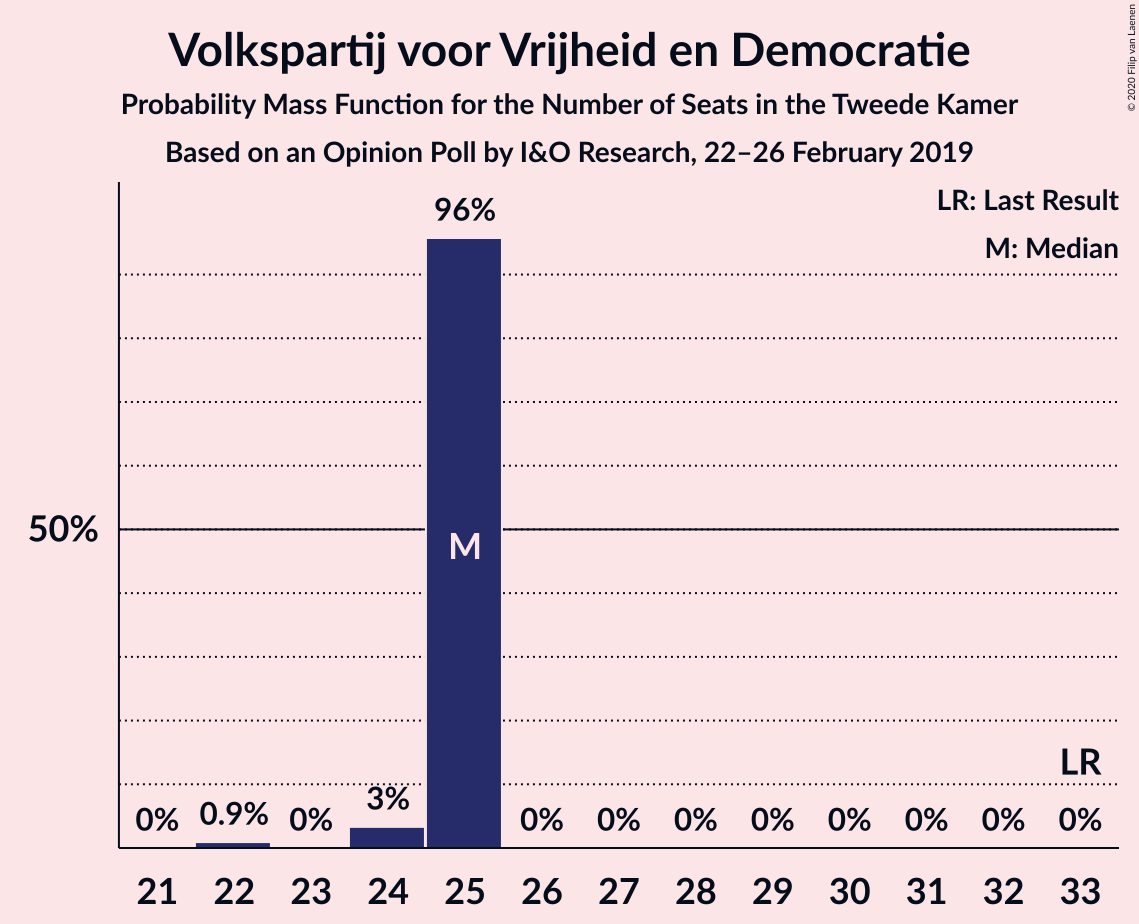 Volkspartij voor Vrijheid en Democratie
Probability Mass Function for the Number of Seats in the Tweede Kamer
Based on an Opinion Poll by I&O Research, 22–26 February 2019
© 2020 Filip van Laenen
LR: Last Result
M: Median
96%
50%
M
LR
0% 0.9% 0% 3% 0% 0% 0% 0% 0% 0% 0% 0%
21 22 23 24 25 26 27 28 29 30 31 32 33